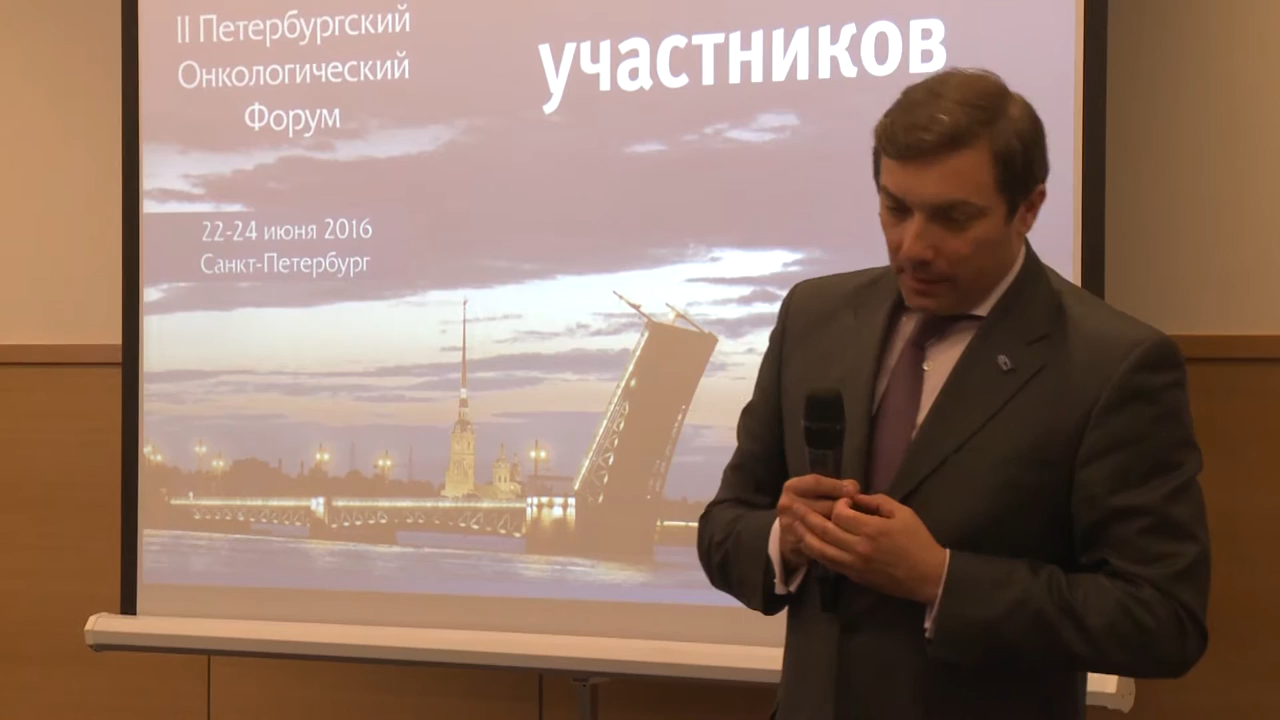 II Петербургский
Онкологический
Форум
участников
22-24 июня 2016
Санкт-Петербург